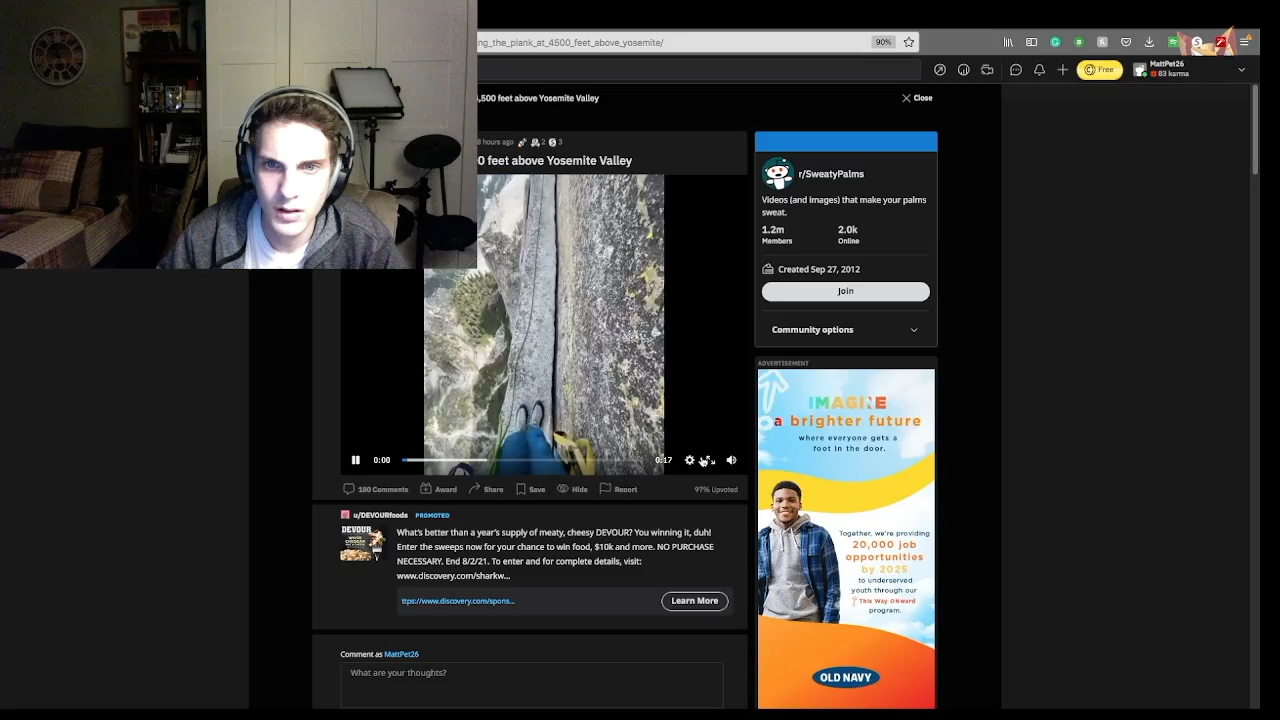 ng_the_plank_at_4500_feet_above_yosemite/
90%
Free
MattPet26
83 karma
,500 feet above Yosemite Valley
Close
8 hours ago 2 3
0 feet above Yosemite Valley
0:00
0:17
180 Comments Award Share Save Hide Report 97% Upvoted
u/DEVOURfoods PROMOTED
DEVOUR
What's better than a year's supply of meaty, cheesy DEVOUR? You winning it, duh!
Enter the sweeps now for your chance to win food, $10k and more. NO PURCHASE
NECESSARY. End 8/2/21. To enter and for complete details, visit:
www.discovery.com/sharkw...
ttps://www.discovery.com/spons...
Learn More
Comment as MattPet26
What are your thoughts?
r/SweatyPalms
Videos (and images) that make your palms
sweat.
1.2m 2.0k
Members Online
Created Sep 27, 2012
Join
Community options
ADVERTISEMENT
IMAGINE
a brighter future
where everyone gets a
foot in the door.
Together, we're providing
20,000 job
opportunities
by 2025
to underserved
youth through our
This Way ONward
program.
OLD NAVY